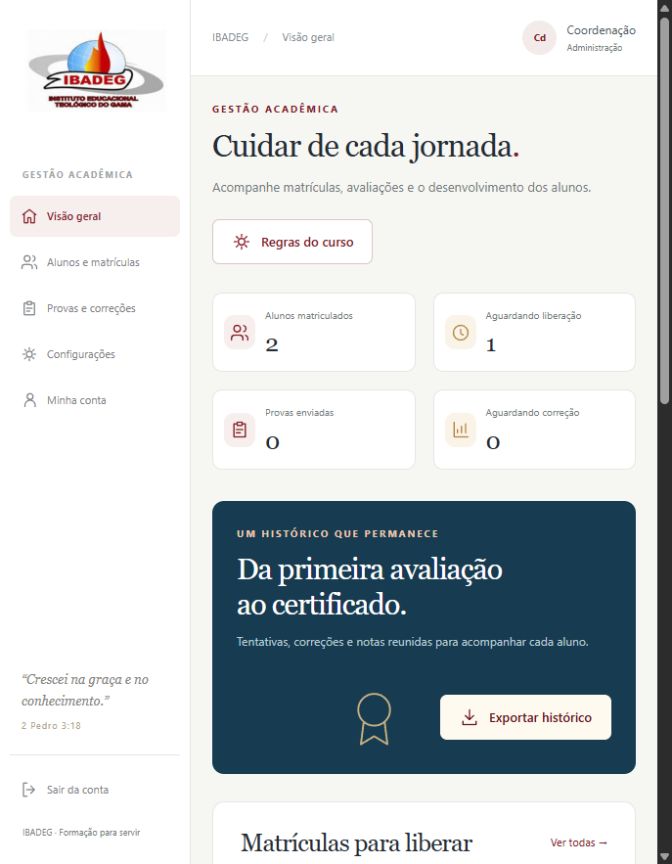 IBADEG
INSTITUTO EDUCACIONAL
TEOLÓGICO DO GAMA
GESTÃO ACADÊMICA
Visão geral
Alunos e matrículas
Provas e correções
Configurações
Minha conta
“Crescei na graça e no
conhecimento.”
2 Pedro 3:18
Sair da conta
IBADEG · Formação para servir
IBADEG / Visão geral
Cd
Coordenação
Administração
GESTÃO ACADÊMICA
Cuidar de cada jornada.
Acompanhe matrículas, avaliações e o desenvolvimento dos alunos.
Regras do curso
Alunos matriculados
2
Aguardando liberação
1
Provas enviadas
0
Aguardando correção
0
UM HISTÓRICO QUE PERMANECE
Da primeira avaliação
ao certificado.
Tentativas, correções e notas reunidas para acompanhar cada aluno.
Exportar histórico
Matrículas para liberar
Ver todas →